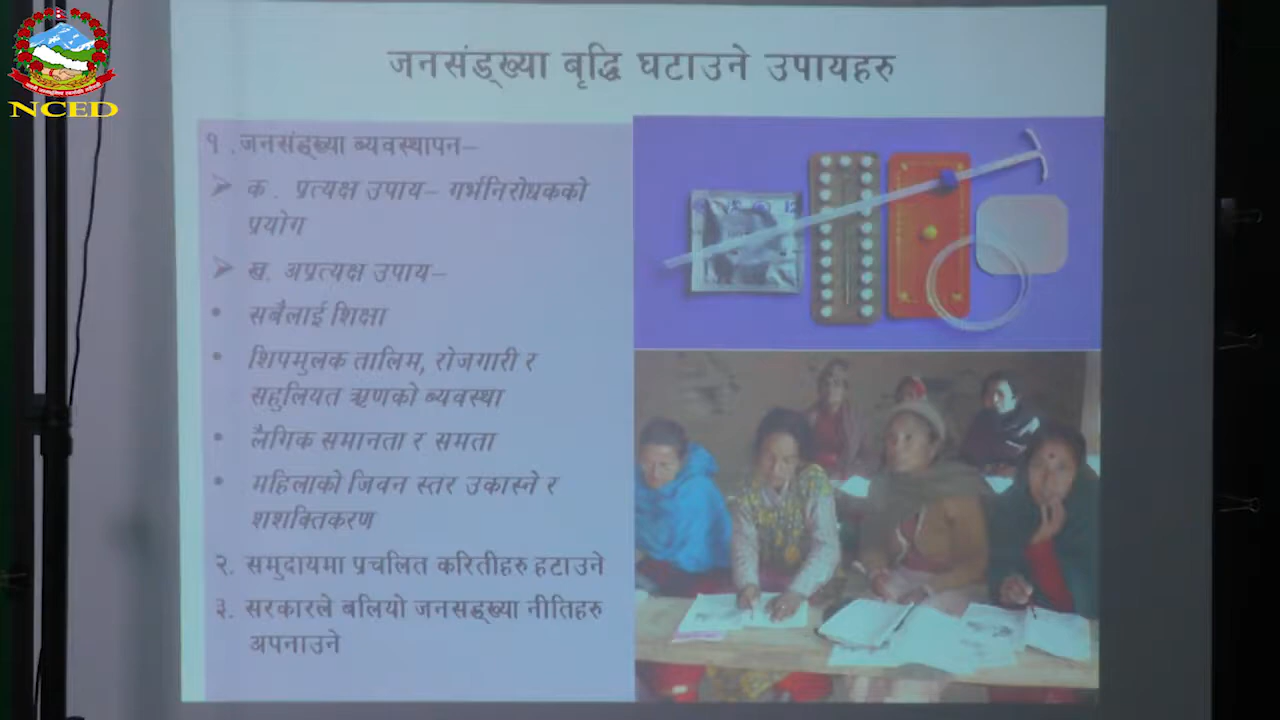 NCED
जनसंङ्ख्या बृद्धि घटाउने उपायहरु
१ .जनसंङ्ख्या ब्यवस्थापन–
➢ क . प्रत्यक्ष उपाय– गर्भनिरोधकको
प्रयोग
➢ ख. अप्रत्यक्ष उपाय–
• सबैलाई शिक्षा
• शिपमुलक तालिम, रोजगारी र
सहुलियत ऋणको ब्यवस्था
• लैगिक समानता र समता
• महिलाको जिवन स्तर उकास्ने र
शशक्तिकरण
२. समुदायमा प्रचलित करितीहरु हटाउने
३. सरकारले बलियो जनसङ्ख्या नीतिहरु
अपनाउने